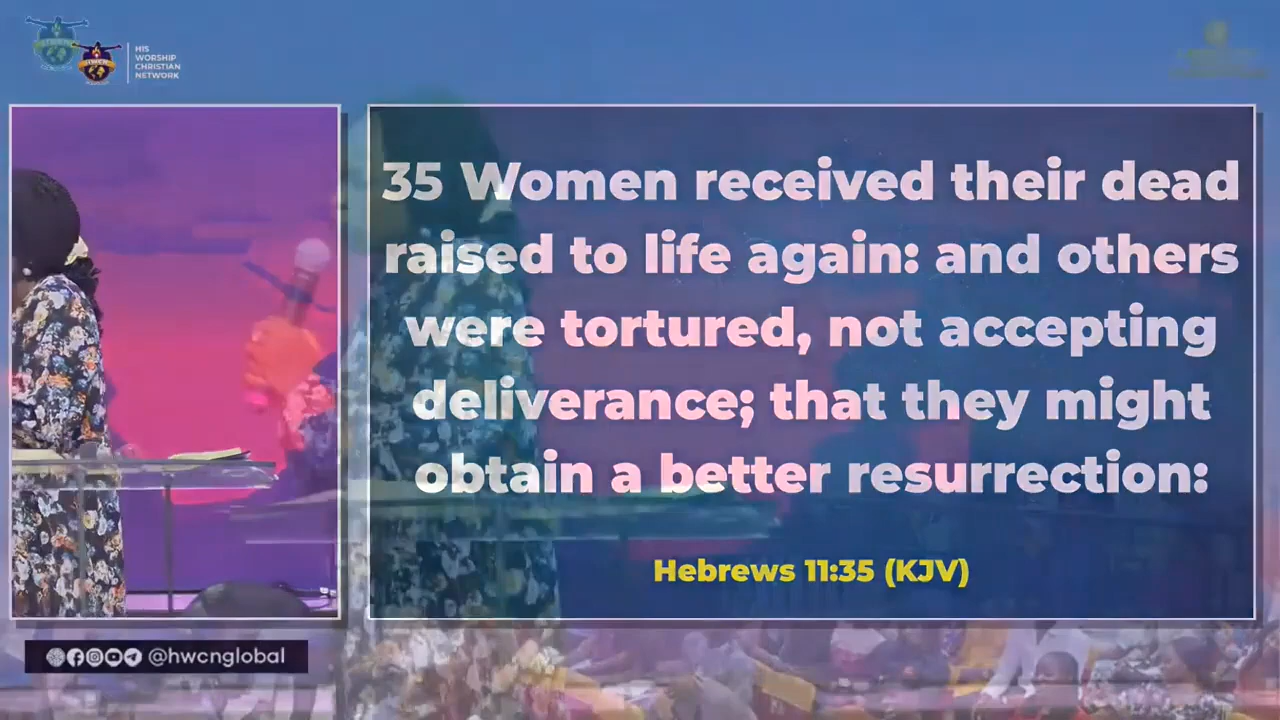 HIS
WORSHIP
CHRISTIAN
NETWORK
35 Women received their dead
raised to life again: and others
were tortured, not accepting
deliverance; that they might
obtain a better resurrection:
Hebrews 11:35 (KJV)
@hwcnglobal